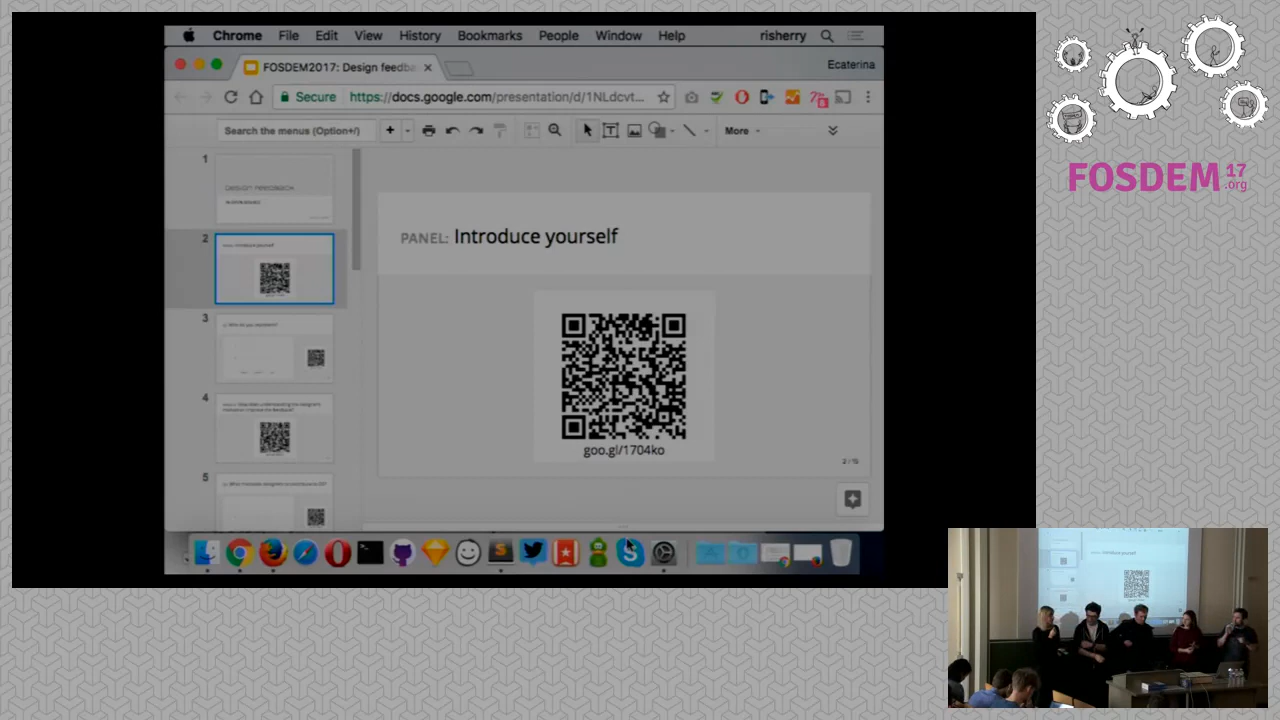 Chrome File Edit View History Bookmarks People Window Help risherry
FOSDEM2017: Design feedba
Ecaterina
Secure https://docs.google.com/presentation/d/1NLdcvt...
Search the menus (Option+/)
More
1
2
3
4
5
PANEL: Introduce yourself
goo.gl/1704ko
2 / 15
FOSDEM 17
.org